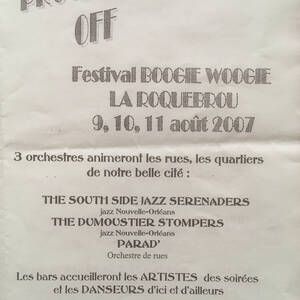 OFF
Festival BOOGIE WOOGIE
LA ROQUEBROU
9, 10, 11 août 2007
3 orchestres animeront les rues, les quartiers
de notre belle cité :
THE SOUTH SIDE JAZZ SERENADERS
jazz Nouvelle-Orléans
THE DUMOUSTIER STOMPERS
jazz Nouvelle-Orléans
PARAD'
Orchestre de rues
Les bars accueilleront les ARTISTES des soirées
et les DANSEURS d'ici et d'ailleurs